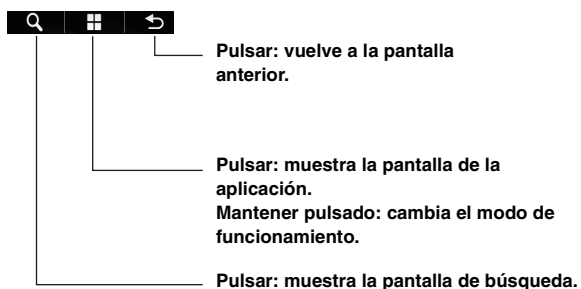 Pulsar: vuelve a la pantalla
anterior.
Pulsar: muestra la pantalla de la
aplicación.
Mantener pulsado: cambia el modo de
funcionamiento.
Pulsar: muestra la pantalla de búsqueda.